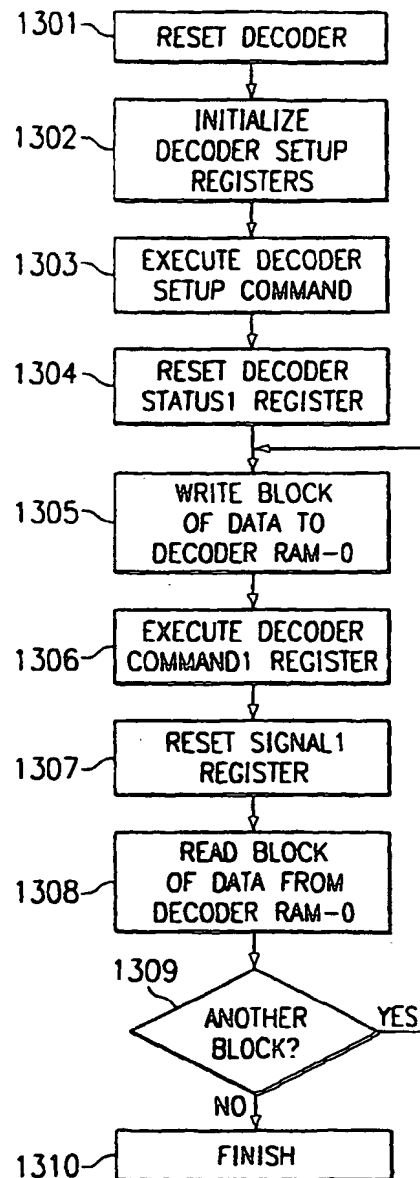 1301
RESET DECODER
1302
INITIALIZE
DECODER SETUP
REGISTERS
1303
EXECUTE DECODER
SETUP COMMAND
1304
RESET DECODER
STATUS1 REGISTER
1305
WRITE BLOCK
OF DATA TO
DECODER RAM-0
1306
EXECUTE DECODER
COMMAND1 REGISTER
1307
RESET SIGNAL1
REGISTER
1308
READ BLOCK
OF DATA FROM
DECODER RAM-0
1309
ANOTHER
BLOCK?
YES
NO
1310
FINISH